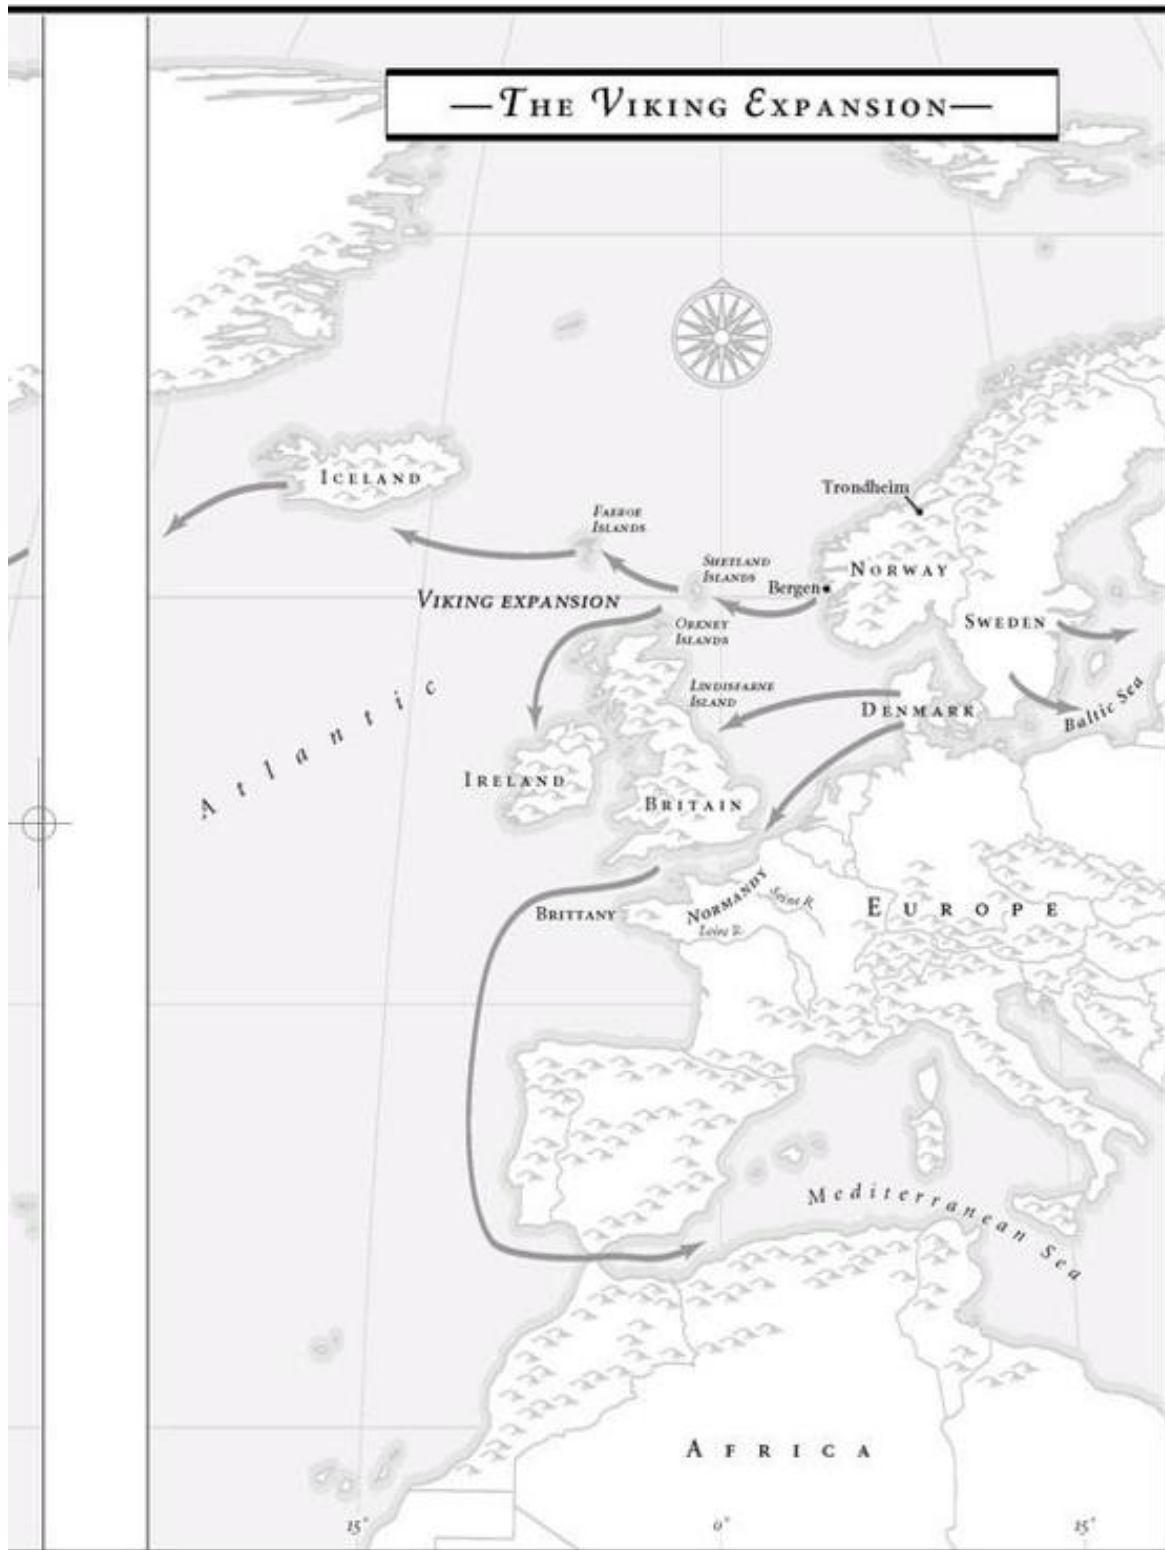 —THE VIKING EXPANSION—
ICELAND
Trondheim
FAEROE
ISLANDS
SHETLAND
ISLANDS
Bergen
NORWAY
VIKING EXPANSION
ORKNEY
ISLANDS
SWEDEN
LINDISFARNE
ISLAND
DENMARK
Baltic Sea
Atlantic
IRELAND
BRITAIN
NORMANDY
Seint R.
EUROPE
BRITTANY
Loire R.
Mediterranean Sea
AFRICA
15°
0°
15°